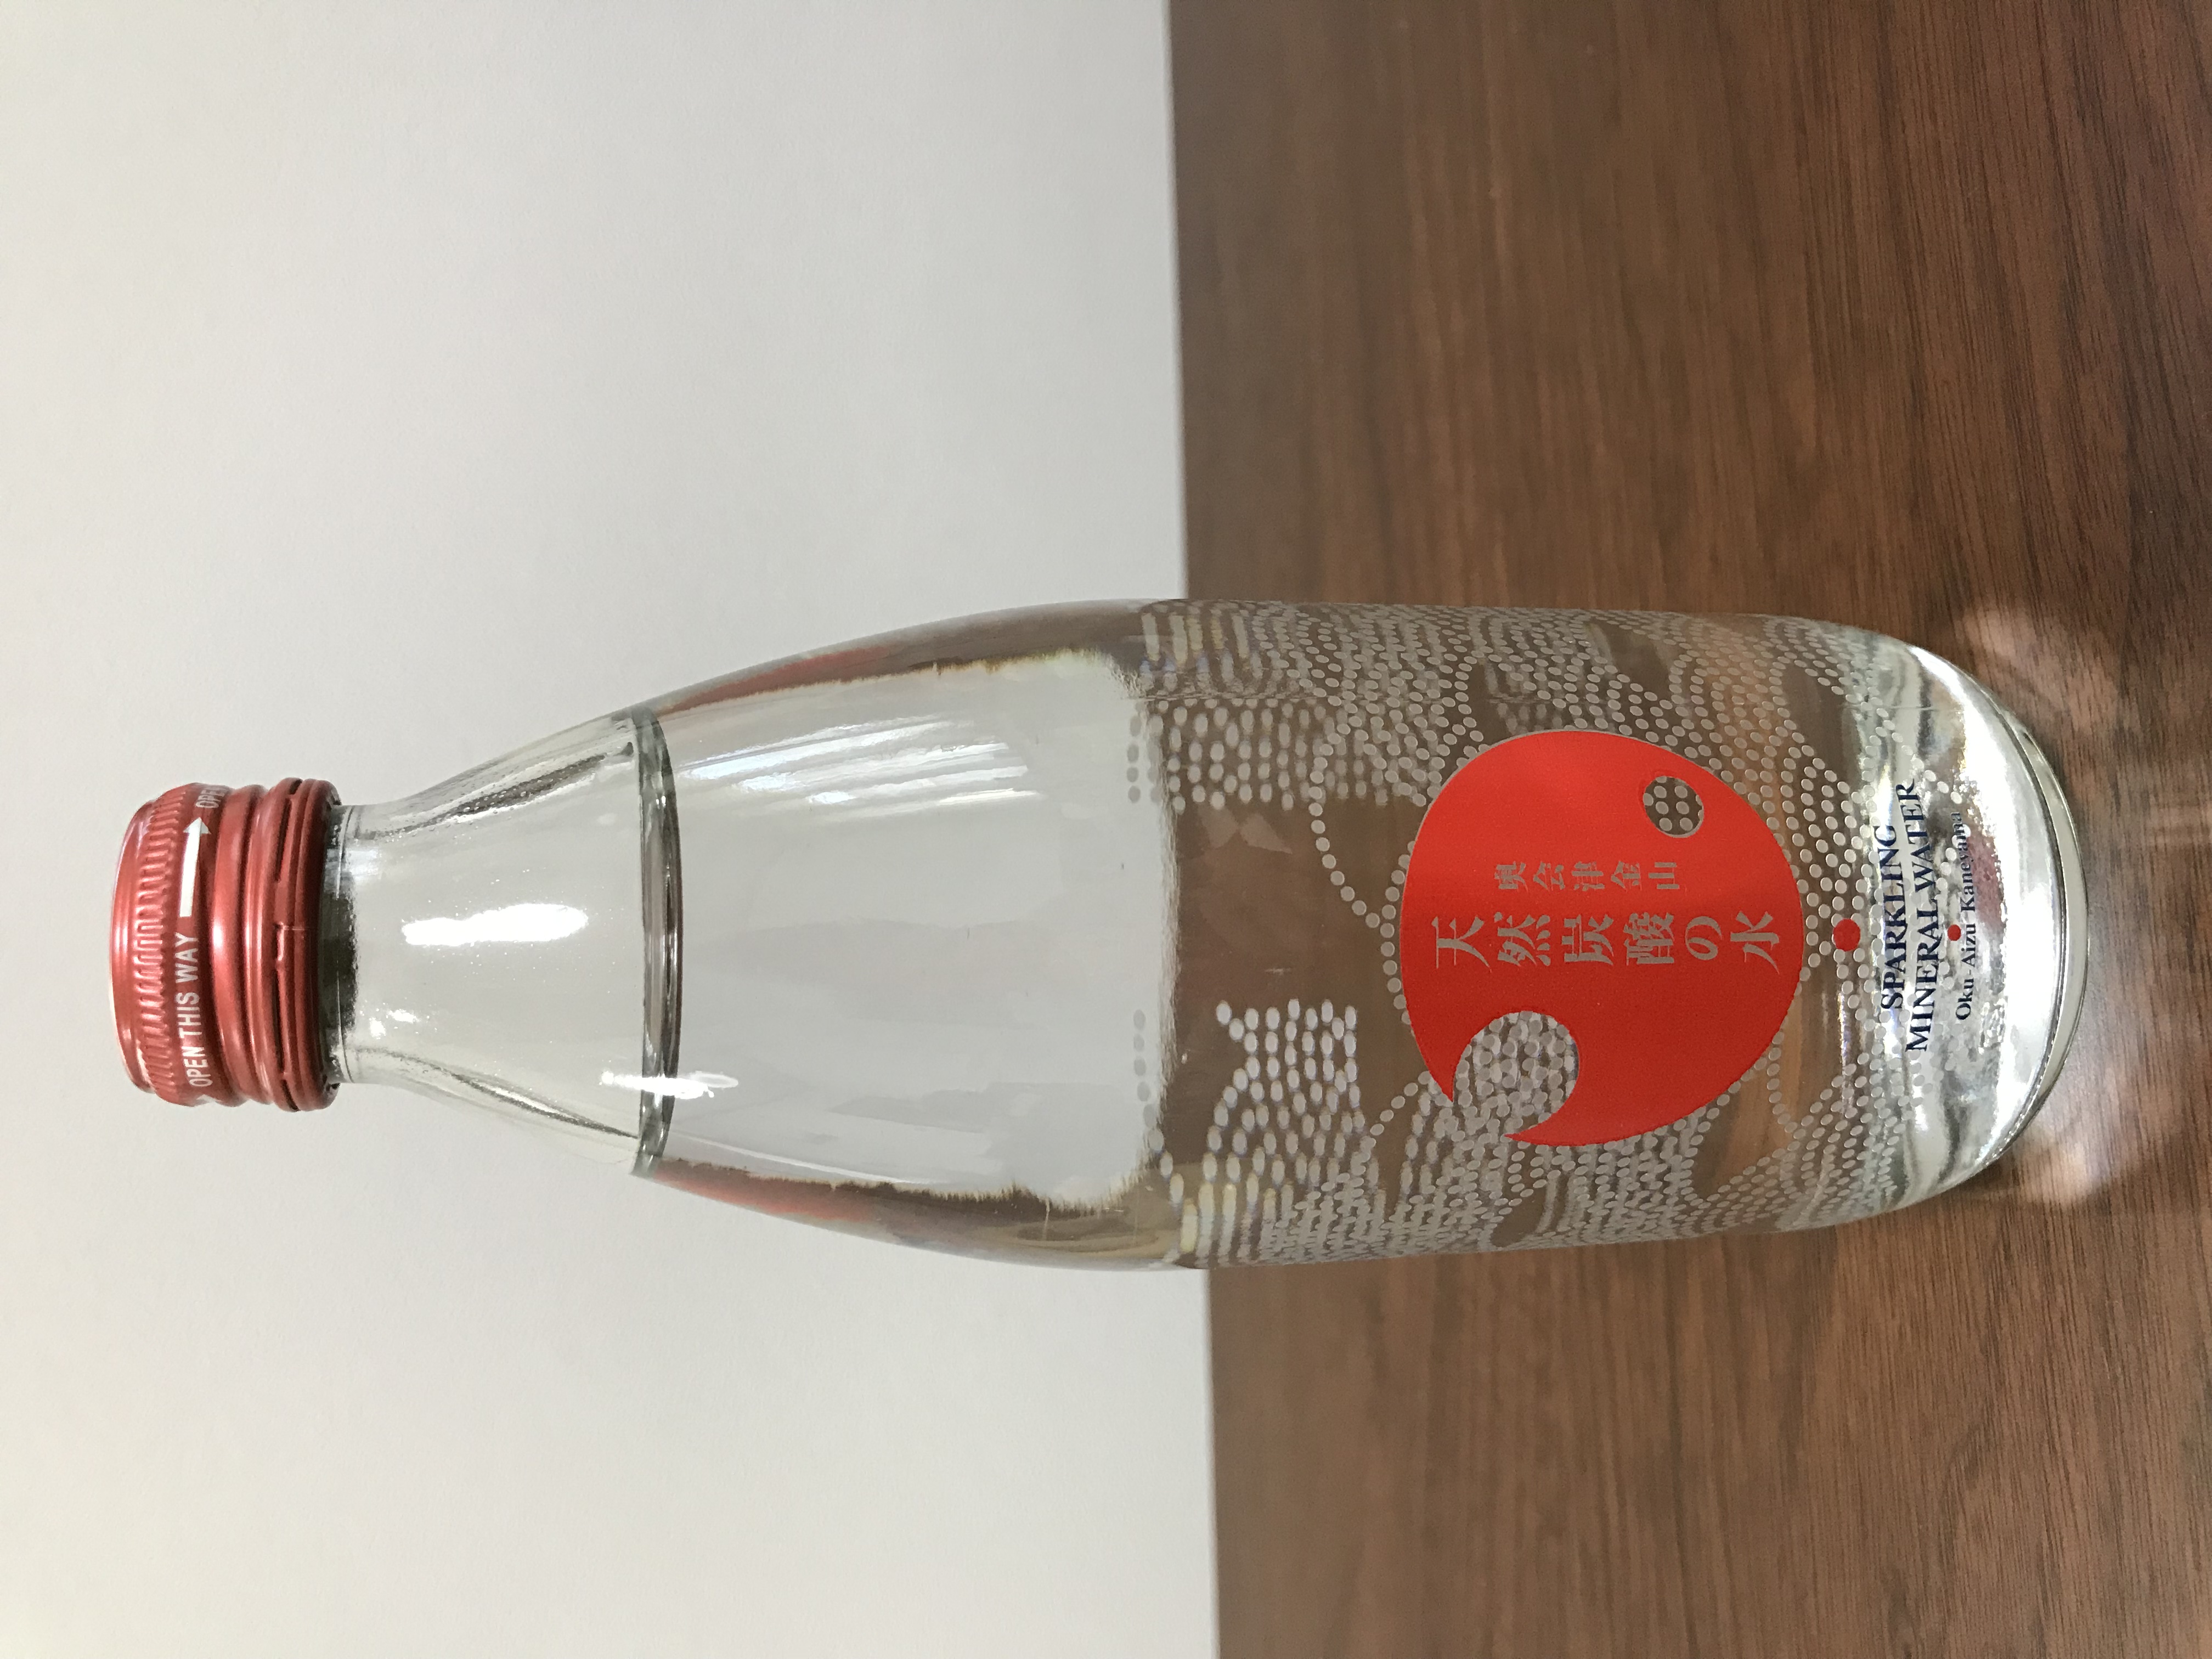 OPEN THIS WAY
OPEN
奥会津金山
天然炭酸の水
SPARKLING
MINERAL WATER
Oku-Aizu Kaneyama